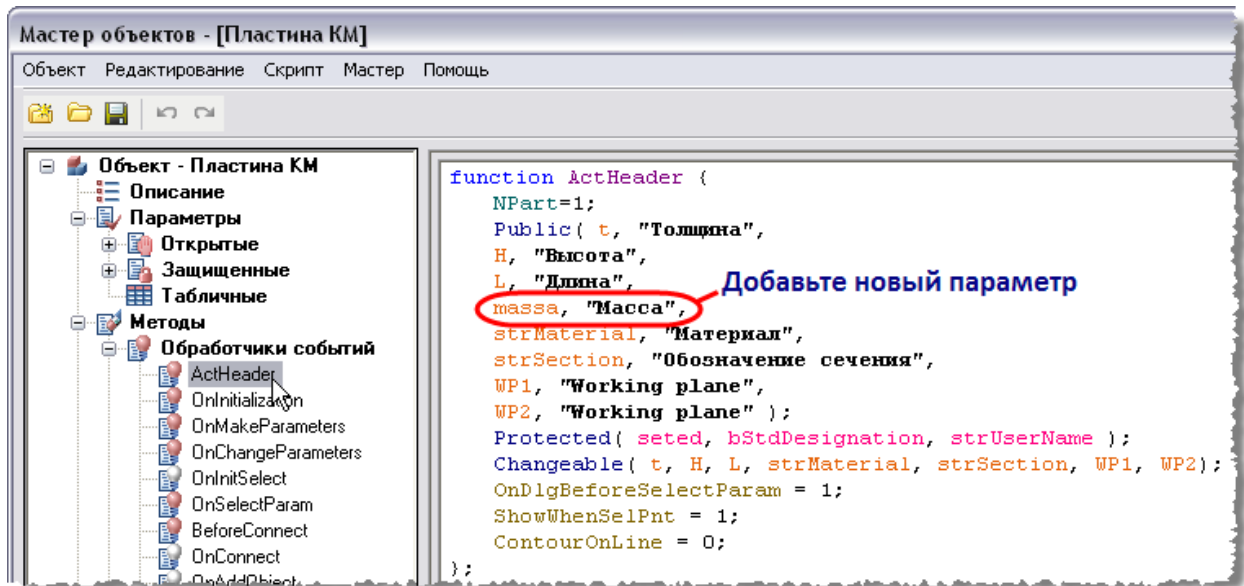 Мастер объектов - [Пластина КМ]
Объект Редактирование Скрипт Мастер Помощь
Объект - Пластина КМ
Описание
Параметры
Открытые
Защищенные
Табличные
Методы
Обработчики событий
ActHeader
OnInitialization
OnMakeParameters
OnChangeParameters
OnInitSelect
OnSelectParam
BeforeConnect
OnConnect
OnAddObject
function ActHeader {
NPart=1;
Public( t, "Толщина",
H, "Высота",
L, "Длина",
massa, "Масса",
strMaterial, "Материал",
strSection, "Обозначение сечения",
WP1, "Working plane",
WP2, "Working plane" );
Protected( seted, bStdDesignation, strUserName );
Changeable( t, H, L, strMaterial, strSection, WP1, WP2);
OnDlgBeforeSelectParam = 1;
ShowWhenSelPnt = 1;
ContourOnLine = 0;
};
Добавьте новый параметр